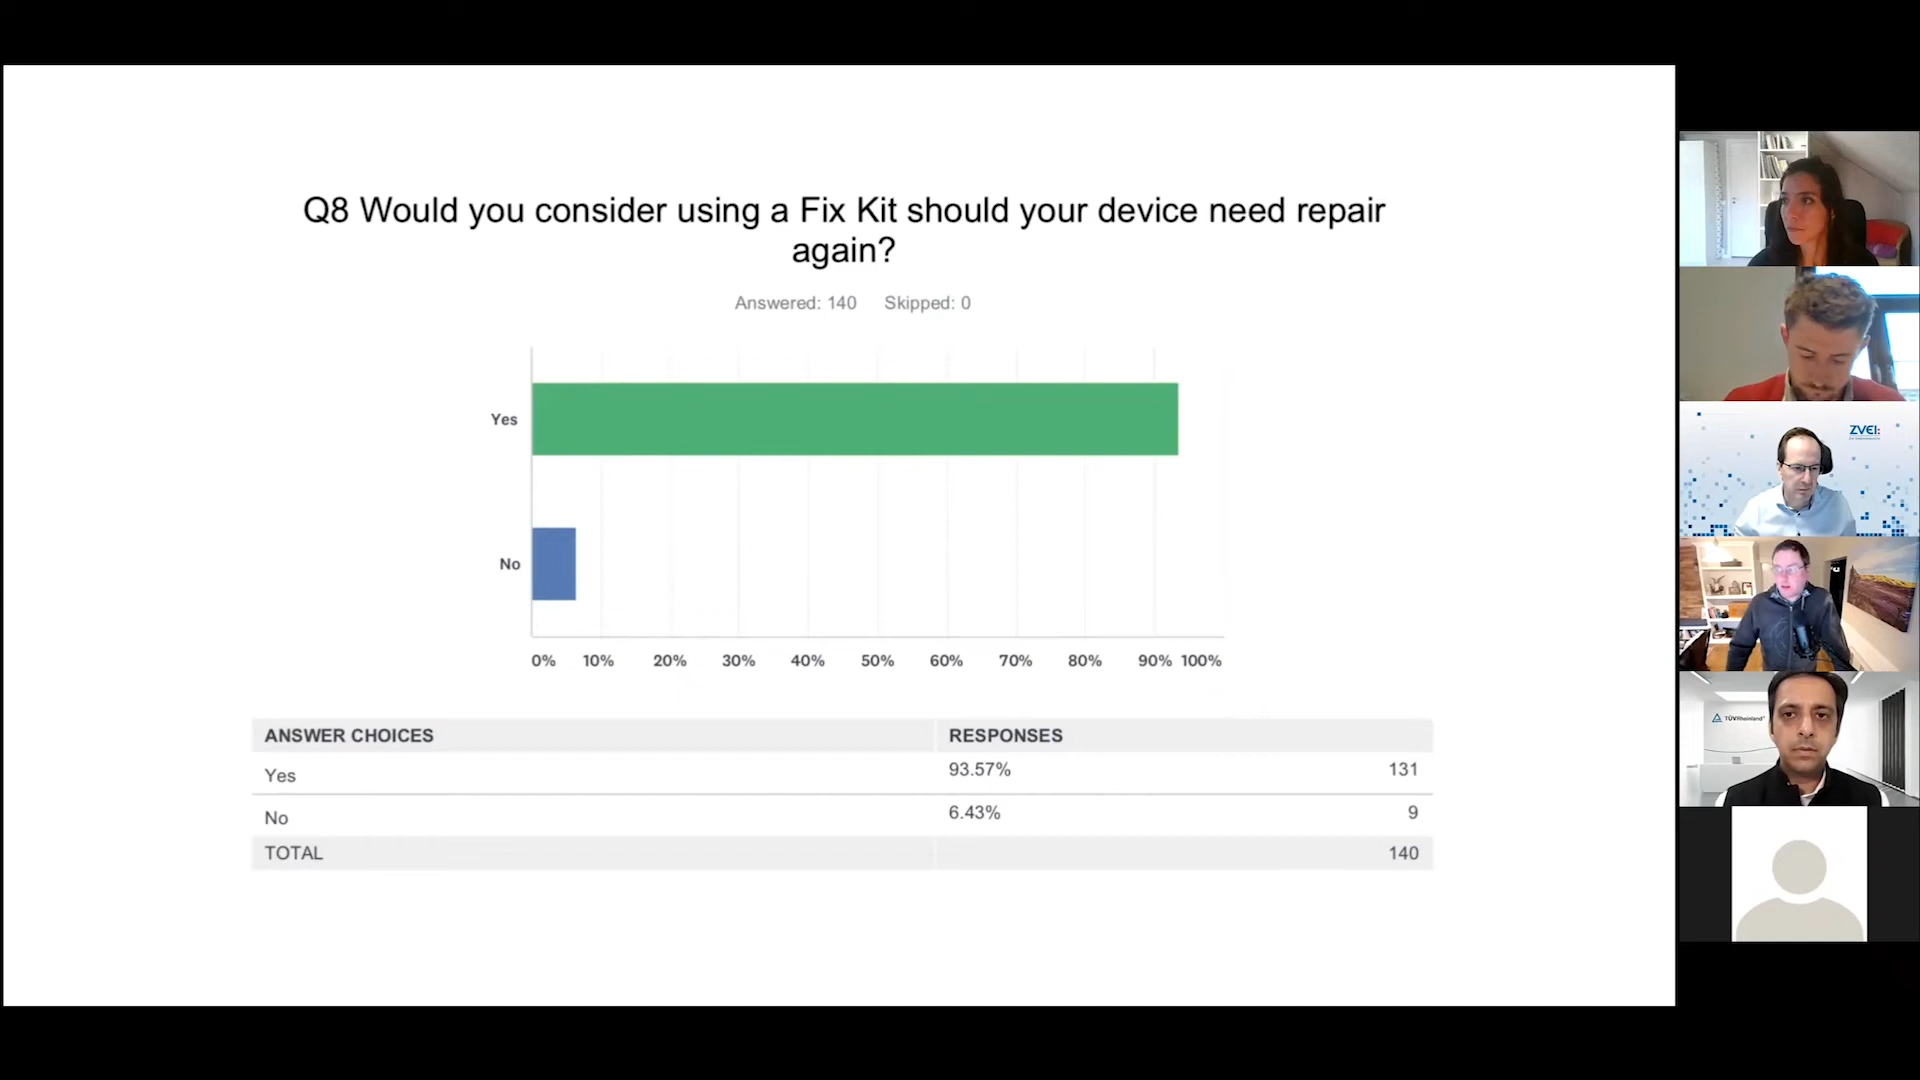 Q8 Would you consider using a Fix Kit should your device need repair
again?
Answered: 140 Skipped: 0
Yes
No
0% 10% 20% 30% 40% 50% 60% 70% 80% 90% 100%
ANSWER CHOICES RESPONSES
Yes 93.57% 131
No 6.43% 9
TOTAL 140
ZVEI:
TÜVRheinland